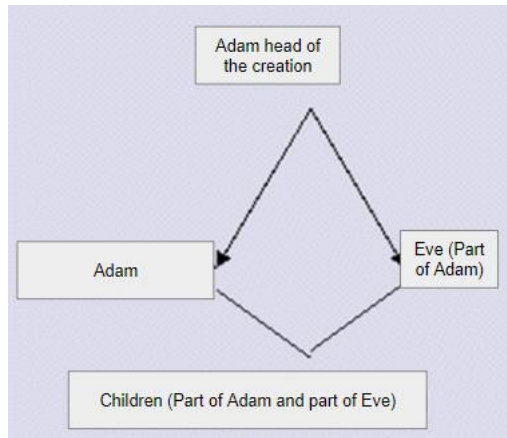 Adam head of
the creation
Adam
Eve (Part
of Adam)
Children (Part of Adam and part of Eve)